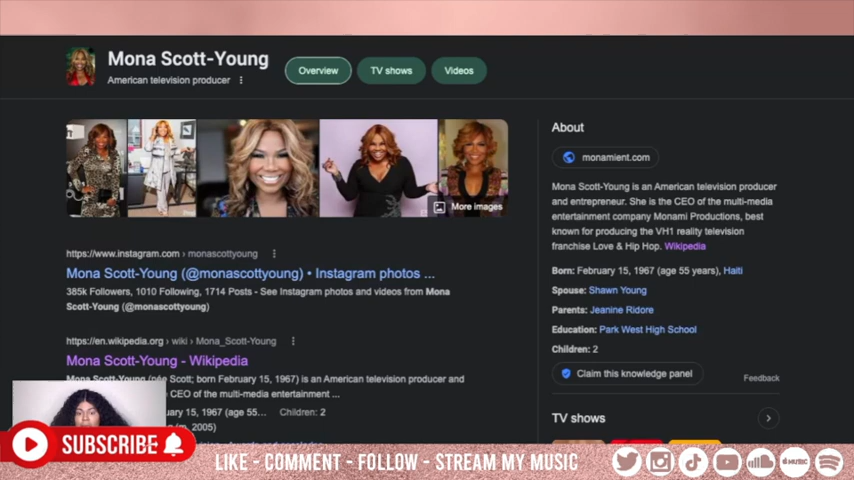 Mona Scott-Young
American television producer
Overview
TV shows
Videos
More images
https://www.instagram.com › monascottyoung
Mona Scott-Young (@monascottyoung) • Instagram photos ...
385k Followers, 1010 Following, 1714 Posts - See Instagram photos and videos from Mona
Scott-Young (@monascottyoung)
https://en.wikipedia.org › wiki › Mona_Scott-Young
Mona Scott-Young - Wikipedia
Mona Scott-Young (née Scott; born February 15, 1967) is an American television producer and
CEO of the multi-media entertainment ...
uary 15, 1967 (age 55... Children: 2
(m. 2005)
About
monamient.com
Mona Scott-Young is an American television producer
and entrepreneur. She is the CEO of the multi-media
entertainment company Monami Productions, best
known for producing the VH1 reality television
franchise Love & Hip Hop. Wikipedia
Born: February 15, 1967 (age 55 years), Haiti
Spouse: Shawn Young
Parents: Jeanine Ridore
Education: Park West High School
Children: 2
Claim this knowledge panel
Feedback
TV shows
SUBSCRIBE
LIKE - COMMENT - FOLLOW - STREAM MY MUSIC
MUSIC